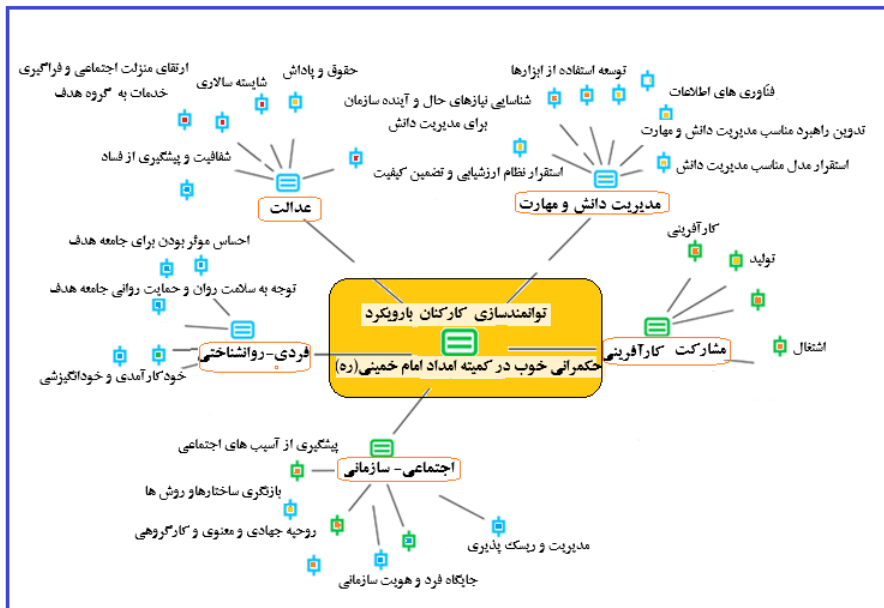 ارتقای منزلت اجتماعی و فراگیری
خدمات به گروه هدف
شایسته سالاری
حقوق و پاداش
شفافیت و پیشگیری از فساد
عدالت
توسعه استفاده از ابزارها
فنّاوری های اطلاعات
شناسایی نیازهای حال و آینده سازمان
برای مدیریت دانش
تدوین راهبرد مناسب مدیریت دانش و مهارت
استقرار نظام ارزشیابی و تضمین کیفیت
استقرار مدل مناسب مدیریت دانش
مدیریت دانش و مهارت
احساس موثر بودن برای جامعه هدف
توجه به سلامت روان و حمایت روانی جامعه هدف
فردی-روانشناختی
خودکارآمدی و خودانگیزشی
کارآفرینی
تولید
اشتغال
مشارکت کارآفرینی
توانمندسازی کارکنان بارویکرد
حکمرانی خوب در کمیته امداد امام خمینی(ره)
اجتماعی- سازمانی
پیشگیری از آسیب های اجتماعی
بازنگری ساختارهاو روش ها
روحیه جهادی و معنوی و کارگروهی
جایگاه فرد و هویت سازمانی
مدیریت و ریسک پذیری